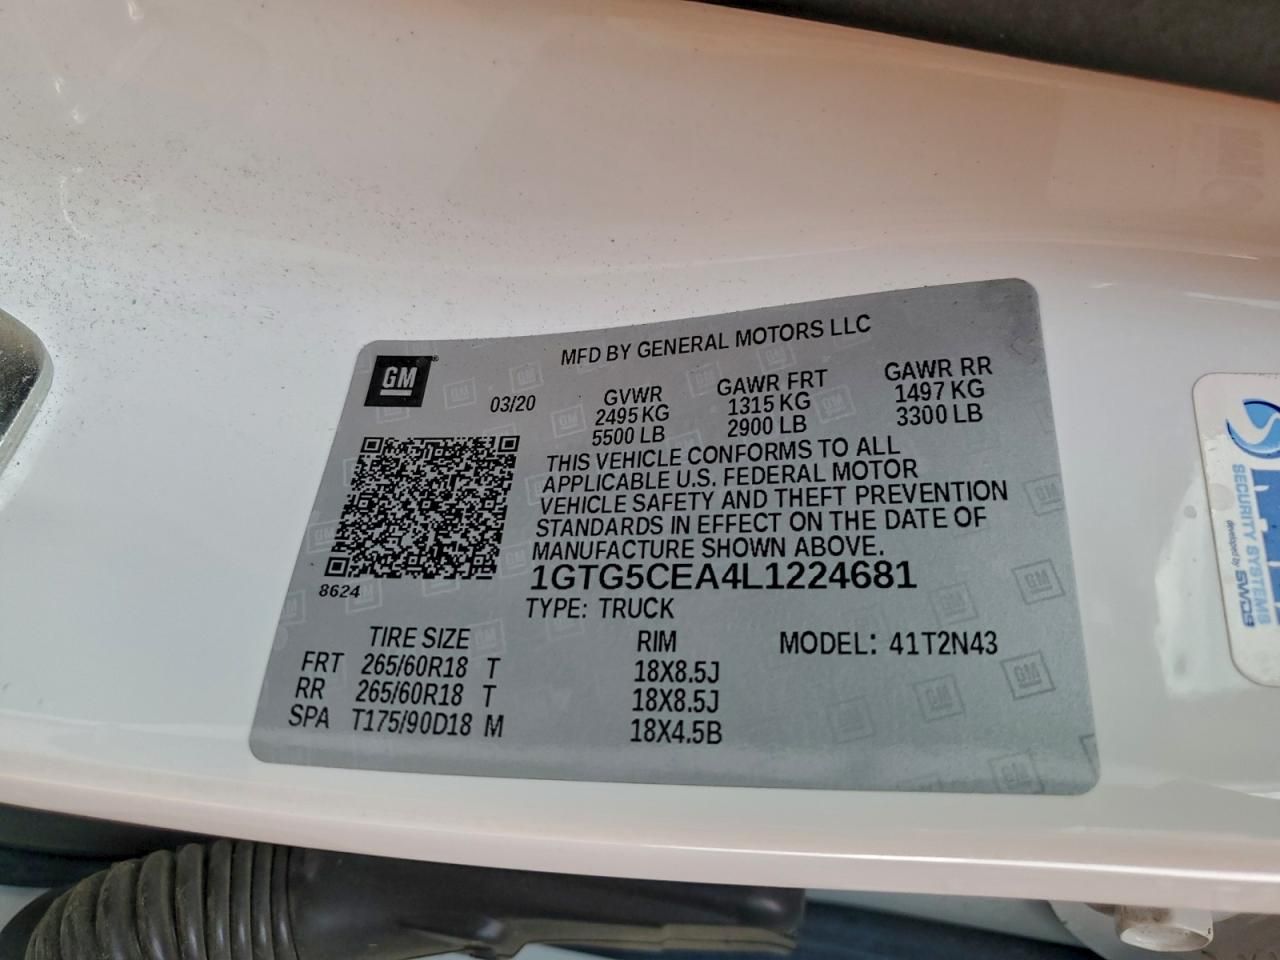 MFD BY GENERAL MOTORS LLC
GM
03/20
GVWR GAWR FRT GAWR RR
2495 KG 1315 KG 1497 KG
5500 LB 2900 LB 3300 LB
THIS VEHICLE CONFORMS TO ALL
APPLICABLE U.S. FEDERAL MOTOR
VEHICLE SAFETY AND THEFT PREVENTION
STANDARDS IN EFFECT ON THE DATE OF
MANUFACTURE SHOWN ABOVE.
8624
1GTG5CEA4L1224681
TYPE: TRUCK
TIRE SIZE RIM MODEL: 41T2N43
FRT 265/60R18 T 18X8.5J
RR 265/60R18 T 18X8.5J
SPA T175/90D18 M 18X4.5B
SECURITY SYSTEMS
developed by SWDS